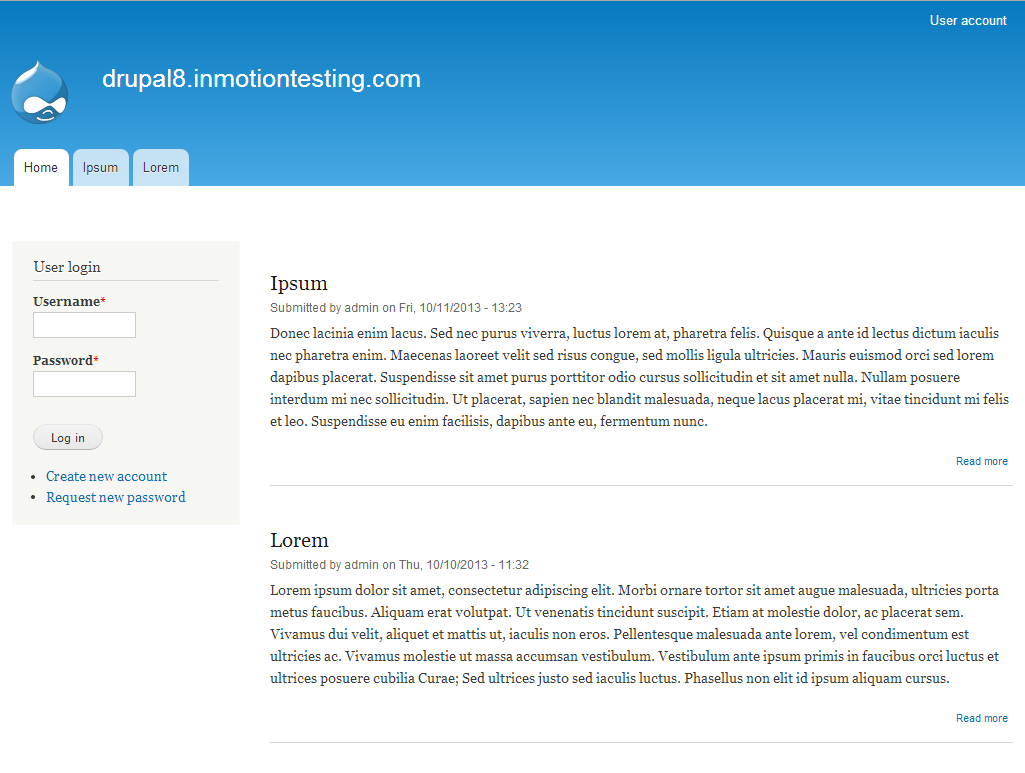 User account
drupal8.inmotiontesting.com
Home Ipsum Lorem
User login
Username*
Password*
Log in
Create new account
Request new password
Ipsum
Submitted by admin on Fri, 10/11/2013 - 13:23
Donec lacinia enim lacus. Sed nec purus viverra, luctus lorem at, pharetra felis. Quisque a ante id lectus dictum iaculis
nec pharetra enim. Maecenas laoreet velit sed risus congue, sed mollis ligula ultricies. Mauris euismod orci sed lorem
dapibus placerat. Suspendisse sit amet purus porttitor odio cursus sollicitudin et sit amet nulla. Nullam posuere
interdum mi nec sollicitudin. Ut placerat, sapien nec blandit malesuada, neque lacus placerat mi, vitae tincidunt mi felis
et leo. Suspendisse eu enim facilisis, dapibus ante eu, fermentum nunc.
Read more
Lorem
Submitted by admin on Thu, 10/10/2013 - 11:32
Lorem ipsum dolor sit amet, consectetur adipiscing elit. Morbi ornare tortor sit amet augue malesuada, ultricies porta
metus faucibus. Aliquam erat volutpat. Ut venenatis tincidunt suscipit. Etiam at molestie dolor, ac placerat sem.
Vivamus dui velit, aliquet et mattis ut, iaculis non eros. Pellentesque malesuada ante lorem, vel condimentum est
ultricies ac. Vivamus molestie ut massa accumsan vestibulum. Vestibulum ante ipsum primis in faucibus orci luctus et
ultrices posuere cubilia Curae; Sed ultrices justo sed iaculis luctus. Phasellus non elit id ipsum aliquam cursus.
Read more